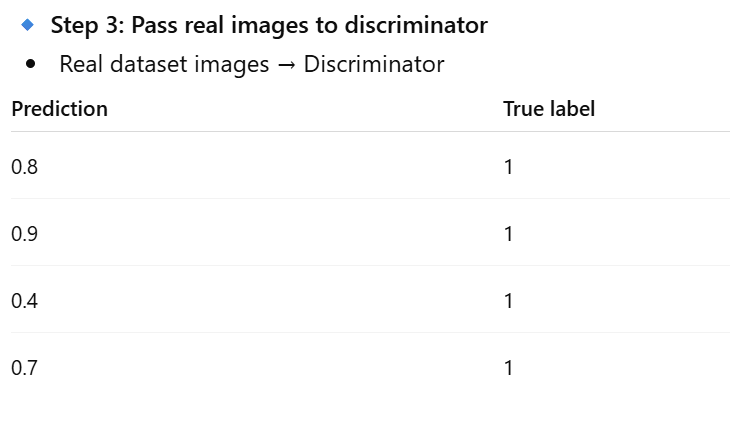 🔹 Step 3: Pass real images to discriminator
• Real dataset images → Discriminator
Prediction True label
0.8 1
0.9 1
0.4 1
0.7 1